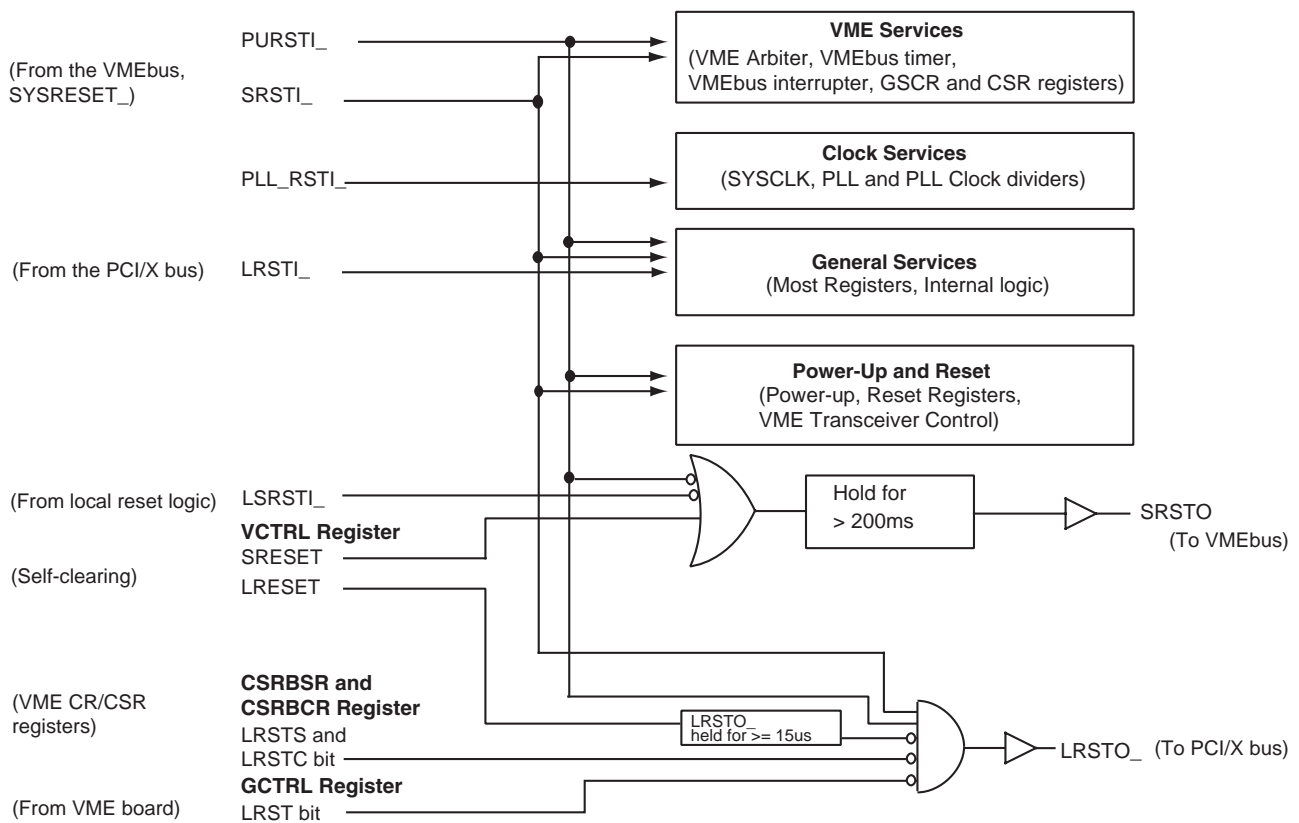 PURSTI_
(From the VMEbus,
SYSRESET_)
SRSTI_
VME Services
(VME Arbiter, VMEbus timer,
VMEbus interrupter, GSCR and CSR registers)
PLL_RSTI_
Clock Services
(SYSCLK, PLL and PLL Clock dividers)
(From the PCI/X bus)
LRSTI_
General Services
(Most Registers, Internal logic)
Power-Up and Reset
(Power-up, Reset Registers,
VME Transceiver Control)
(From local reset logic)
LSRSTI_
Hold for
> 200ms
SRSTO
(To VMEbus)
VCTRL Register
SRESET
(Self-clearing)
LRESET
(VME CR/CSR
registers)
CSRBSR and
CSRBCR Register
LRSTS and
LRSTC bit
LRSTO_
held for >= 15us
LRSTO_
(To PCI/X bus)
GCTRL Register
(From VME board)
LRST bit